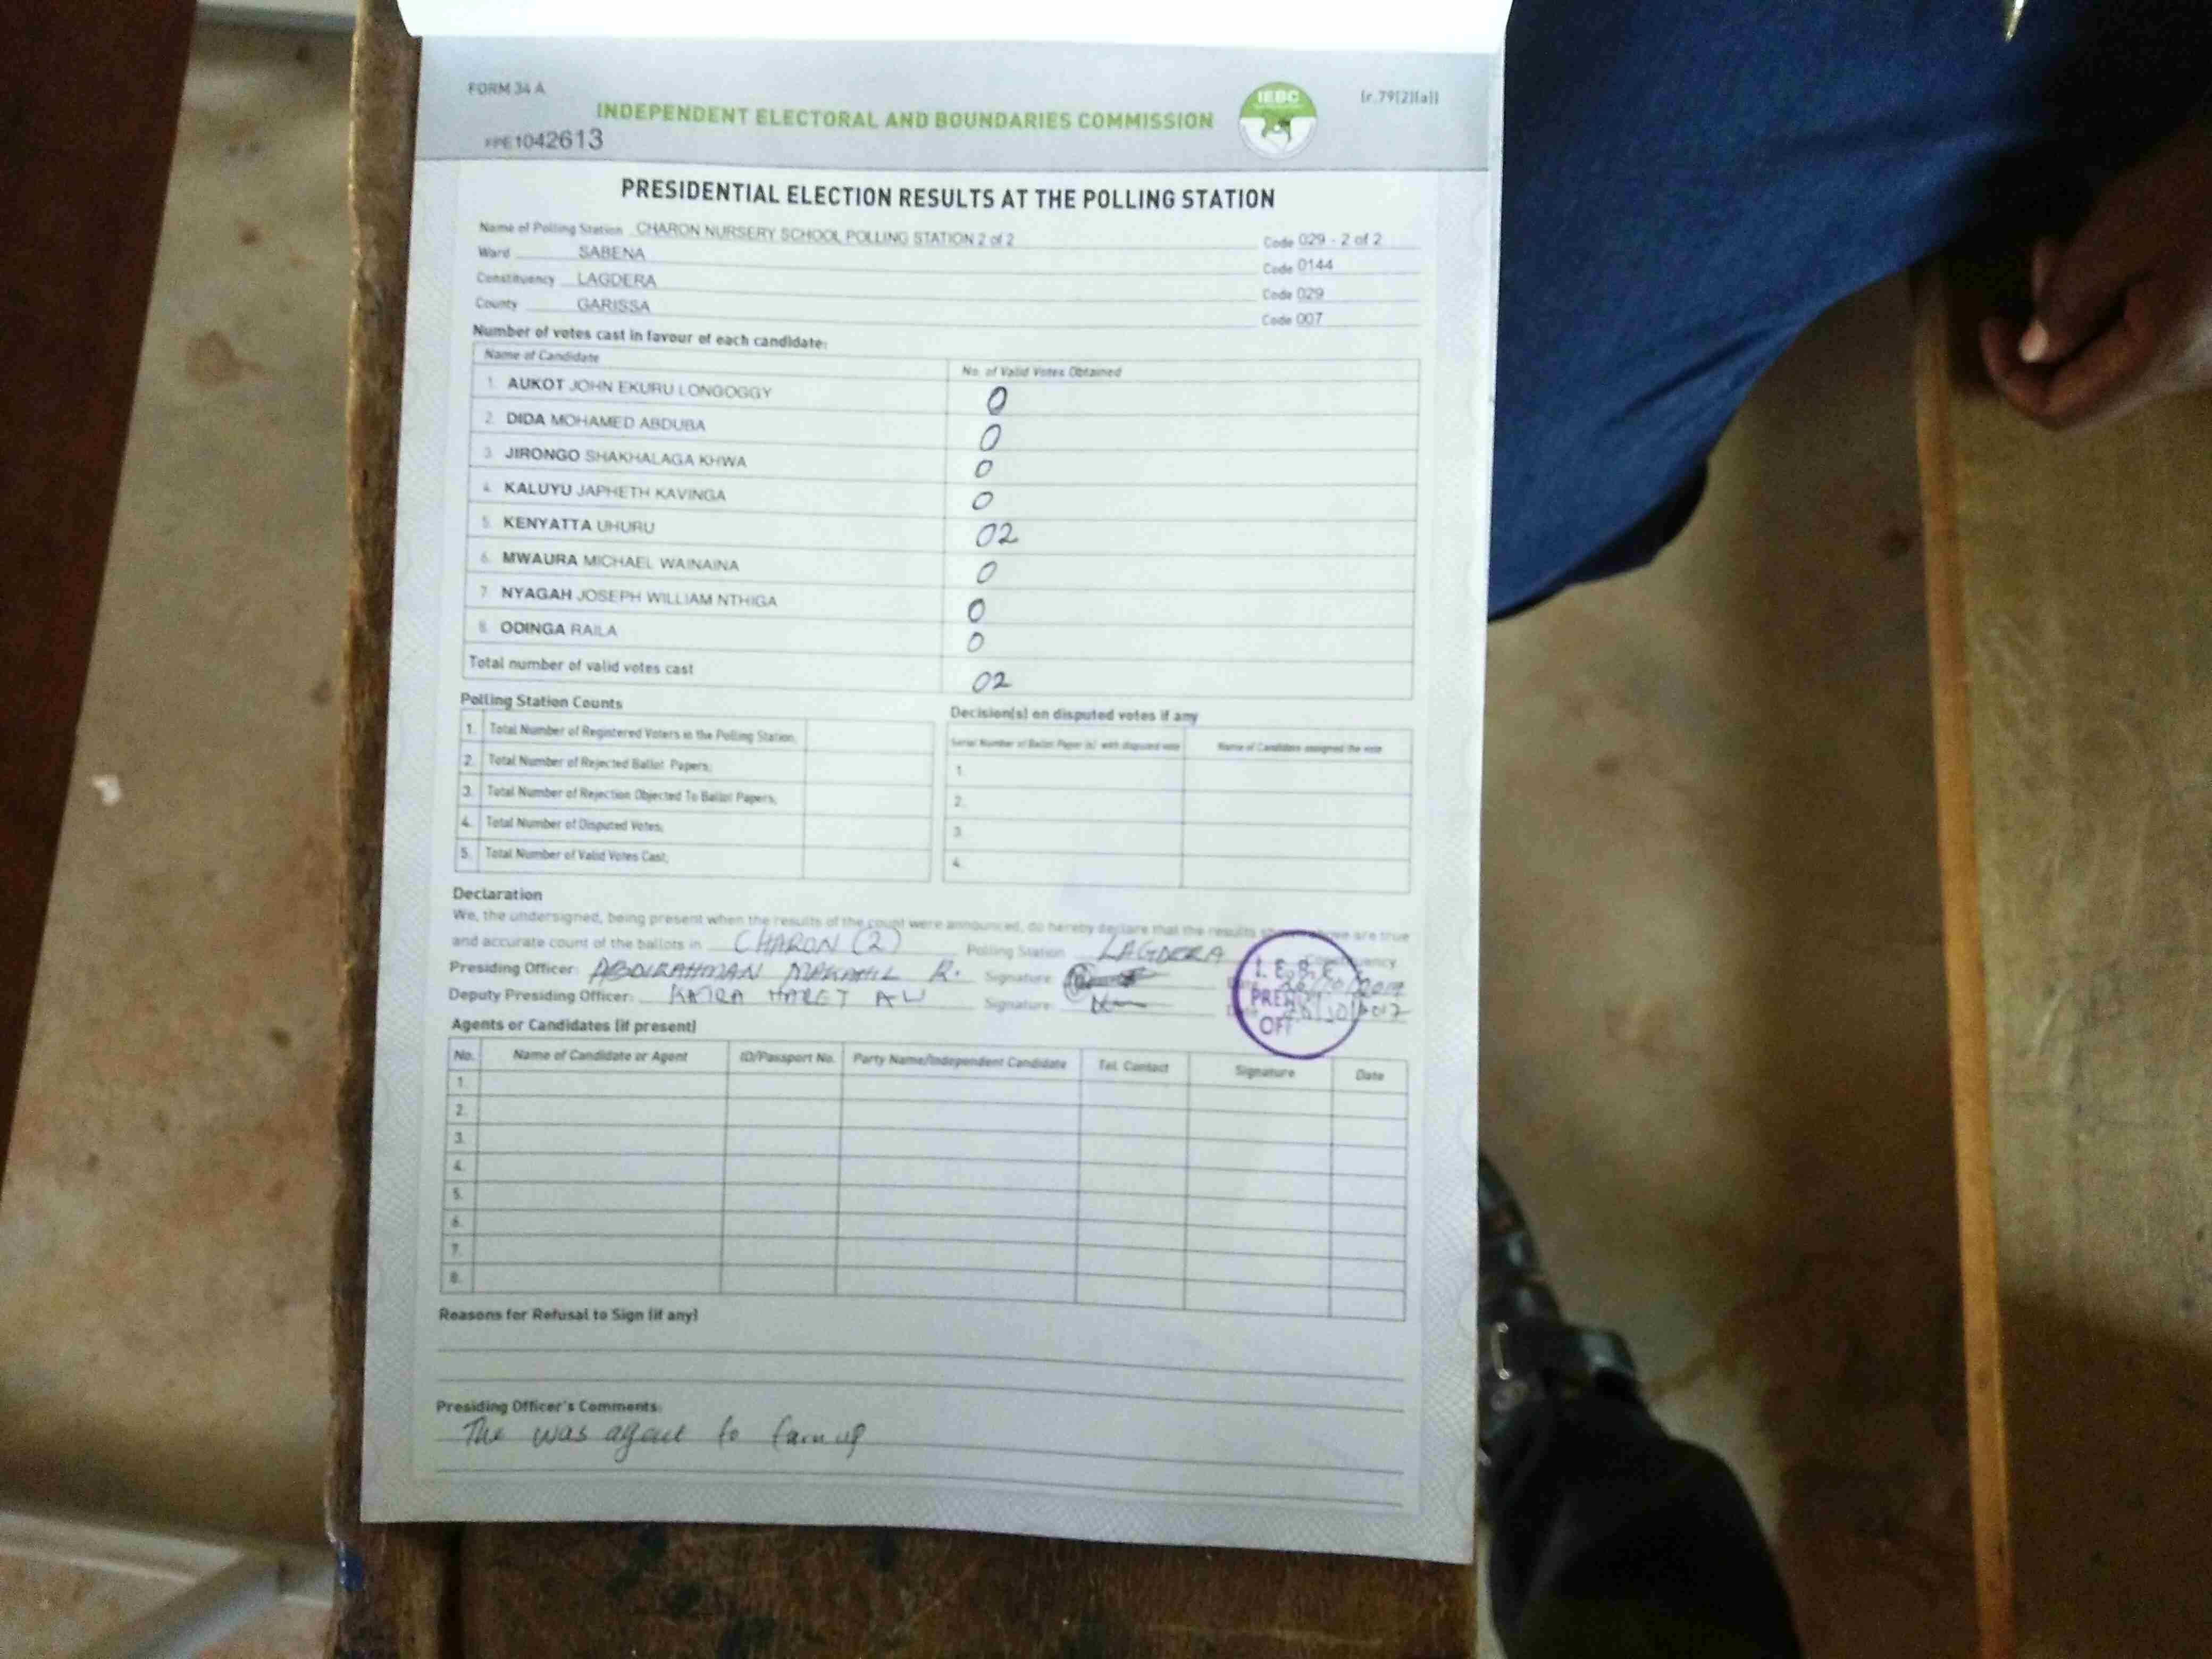 FORM 34 A
[r.79(2)(a)]
INDEPENDENT ELECTORAL AND BOUNDARIES COMMISSION
IEBC
FPE1042613
PRESIDENTIAL ELECTION RESULTS AT THE POLLING STATION
Name of Polling Station CHARON NURSERY SCHOOL POLLING STATION 2 of 2 Code 029 - 2 of 2
Ward SABENA Code 0144
Constituency LAGDERA Code 029
County GARISSA Code 007
Number of votes cast in favour of each candidate:
Name of Candidate No. of Valid Votes Obtained
1. AUKOT JOHN EKURU LONGOGGY 0
2. DIDA MOHAMED ABDUBA 0
3. JIRONGO SHAKHALAGA KHWA 0
4. KALUYU JAPHETH KAVINGA 0
5. KENYATTA UHURU 02
6. MWAURA MICHAEL WAINAINA 0
7. NYAGAH JOSEPH WILLIAM NTHIGA 0
8. ODINGA RAILA 0
Total number of valid votes cast 02
Polling Station Counts
1. Total Number of Registered Voters in the Polling Station;
2. Total Number of Rejected Ballot Papers;
3. Total Number of Rejection Objected To Ballot Papers;
4. Total Number of Disputed Votes;
5. Total Number of Valid Votes Cast;
Decision(s) on disputed votes if any
Serial Number of Ballot Paper (s) with disputed vote Name of Candidate assigned the vote
1.
2.
3.
4.
Declaration
We, the undersigned, being present when the results of the count were announced, do hereby declare that the results shown above are true
and accurate count of the ballots in CHARON (2) Polling Station LAGDERA Constituency
Presiding Officer: ABDIRAHMAN R. Signature Date 26/10/2017
Deputy Presiding Officer: Signature Date 26/10/2017
I. E. B. C
PRE
OFF
Agents or Candidates (if present)
No. Name of Candidate or Agent ID/Passport No. Party Name/Independent Candidate Tel. Contact Signature Date
1.
2.
3.
4.
5.
6.
7.
8.
Reasons for Refusal to Sign (if any)
Presiding Officer's Comments:
The was agent to turn up